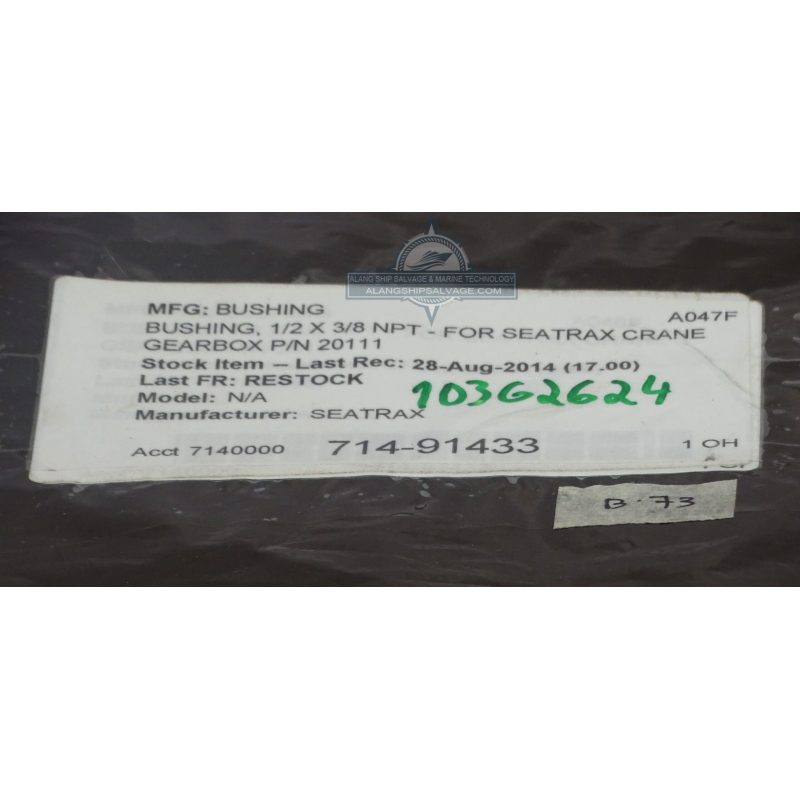 ALANG SHIP SALVAGE & MARINE TECHNOLOGY
ALANGSHIPSALVAGE.COM
MFG: BUSHING
A047F
BUSHING, 1/2 X 3/8 NPT - FOR SEATRAX CRANE
GEARBOX P/N 20111
Stock Item – Last Rec: 28-Aug-2014 (17.00)
Last FR: RESTOCK
Model: N/A
10362624
Manufacturer: SEATRAX
Acct 7140000 714-91433 1 OH
B-73